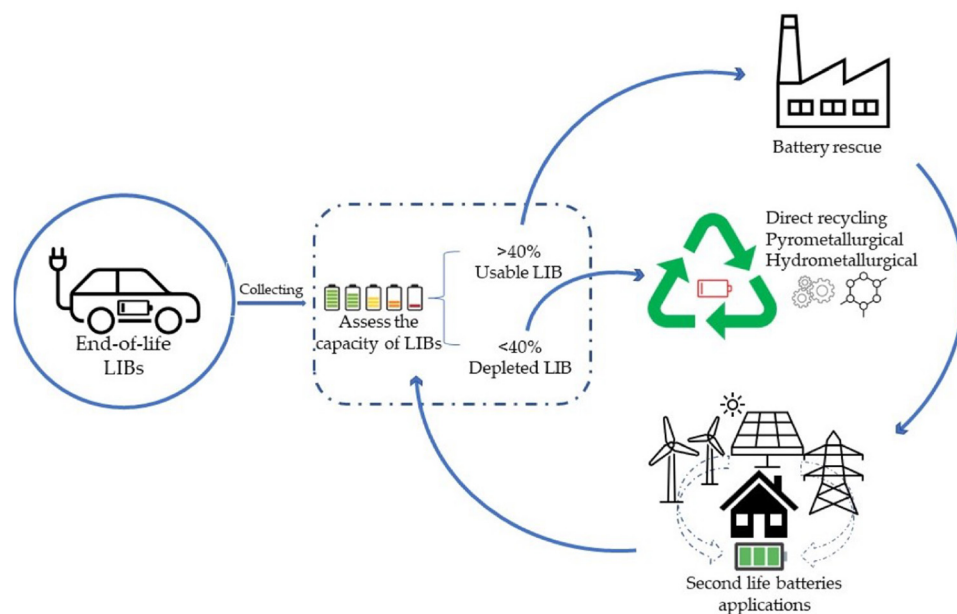 End-of-life
LIBs
Collecting
Assess the
capacity of LIBs
>40%
Usable LIB
<40%
Depleted LIB
Battery rescue
Direct recycling
Pyrometallurgical
Hydrometallurgical
Second life batteries
applications